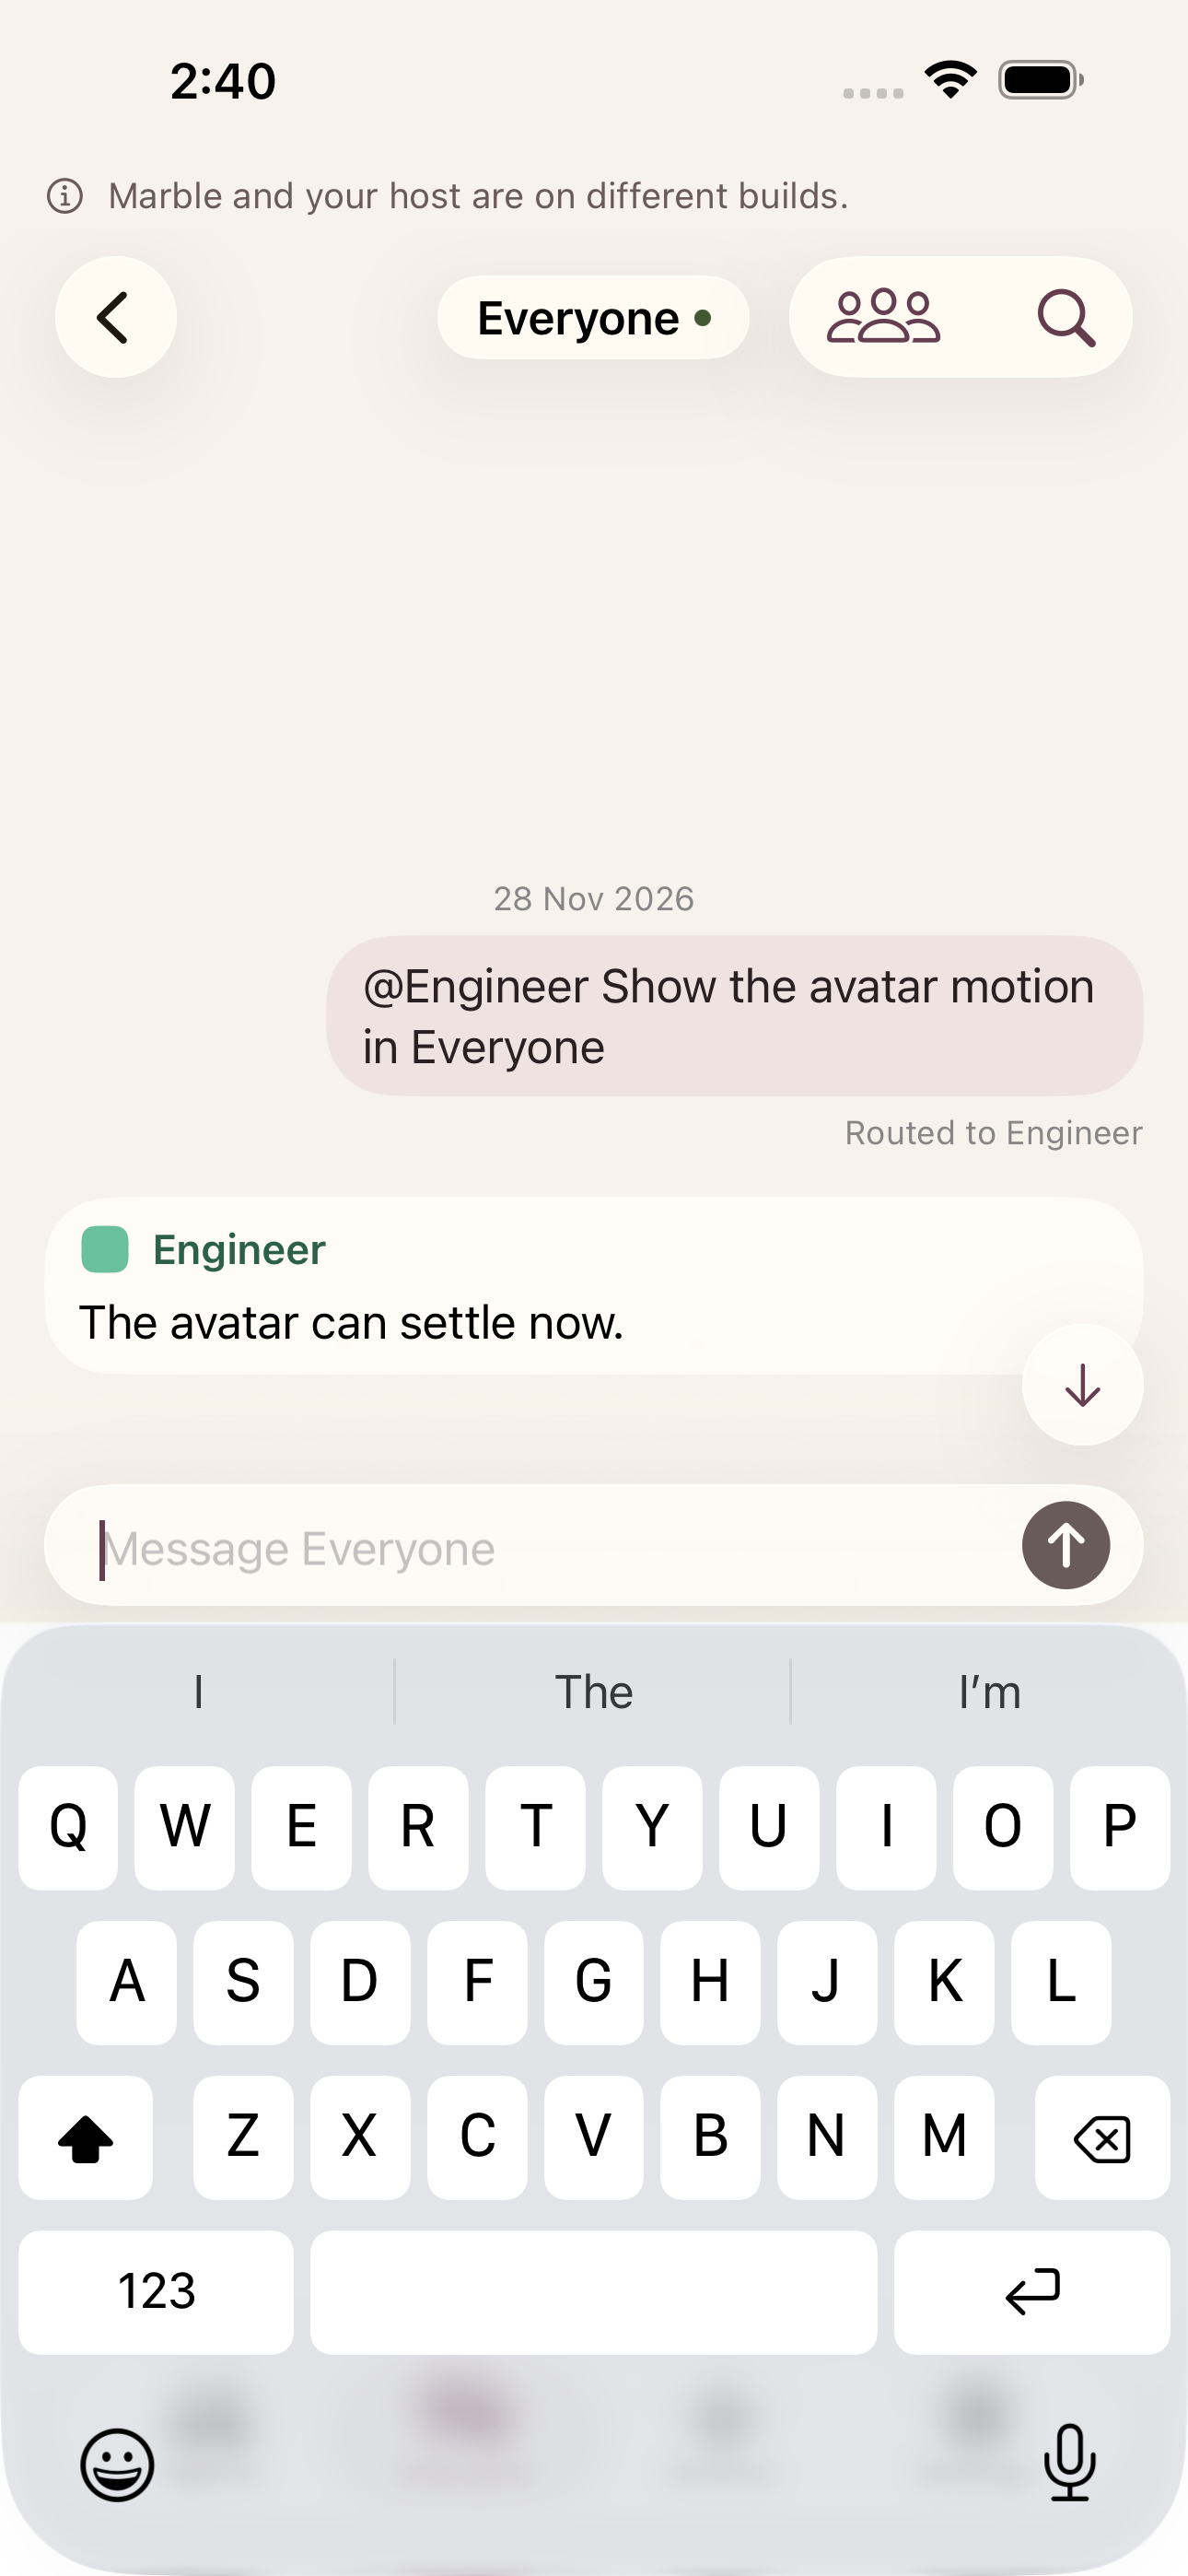 2:40
Marble and your host are on different builds.
Everyone
28 Nov 2026
@Engineer Show the avatar motion
in Everyone
Routed to Engineer
Engineer
The avatar can settle now.
Message Everyone
I The I’m
Q W E R T Y U I O P
A S D F G H J K L
Z X C V B N M
123